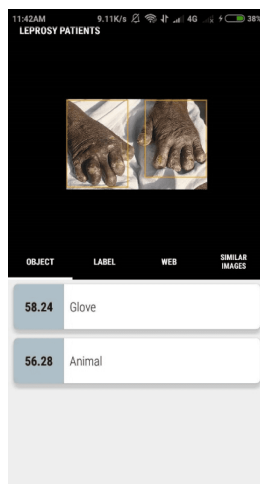 11:42AM 9.11K/s 4G 38%
LEPROSY PATIENTS
OBJECT LABEL WEB SIMILAR IMAGES
58.24 Glove
56.28 Animal